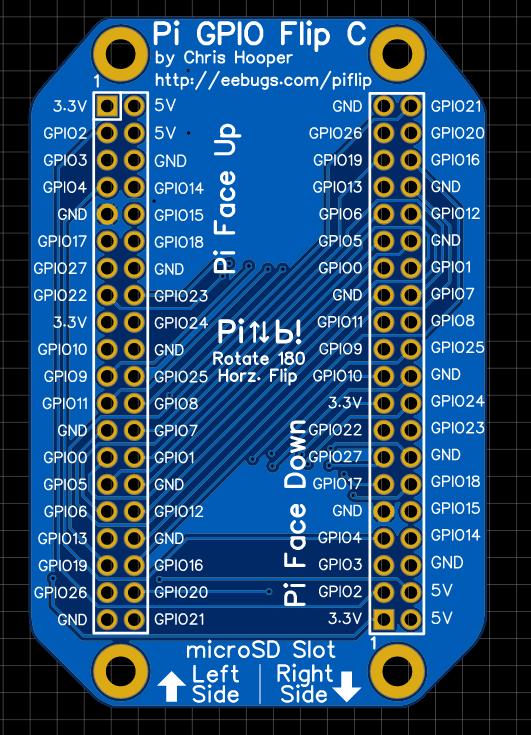 Pi GPIO Flip C
by Chris Hooper
http://eebugs.com/piflip
1
3.3V 5V GND GPIO21
GPIO2 5V GPIO26 GPIO20
GPIO3 GND GPIO19 GPIO16
GPIO4 GPIO14 GPIO13 GND
GND GPIO15 GPIO6 GPIO12
GPIO17 GPIO18 GPIO5 GND
GPIO27 GND GPIO0 GPIO1
GPIO22 GPIO23 GND GPIO7
3.3V GPIO24 GPIO11 GPIO8
GPIO10 GND GPIO9 GPIO25
GPIO9 GPIO25 GPIO10 GND
GPIO11 GPIO8 3.3V GPIO24
GND GPIO7 GPIO22 GPIO23
GPIO0 GPIO1 GPIO27 GND
GPIO5 GND GPIO17 GPIO18
GPIO6 GPIO12 GND GPIO15
GPIO13 GND GPIO4 GPIO14
GPIO19 GPIO16 GPIO3 GND
GPIO26 GPIO20 GPIO2 5V
GND GPIO21 3.3V 5V
Pi Face Up
Pi⇅Pi!
Rotate 180
Horz. Flip
Pi Face Down
1
microSD Slot
Left Right
Side Side